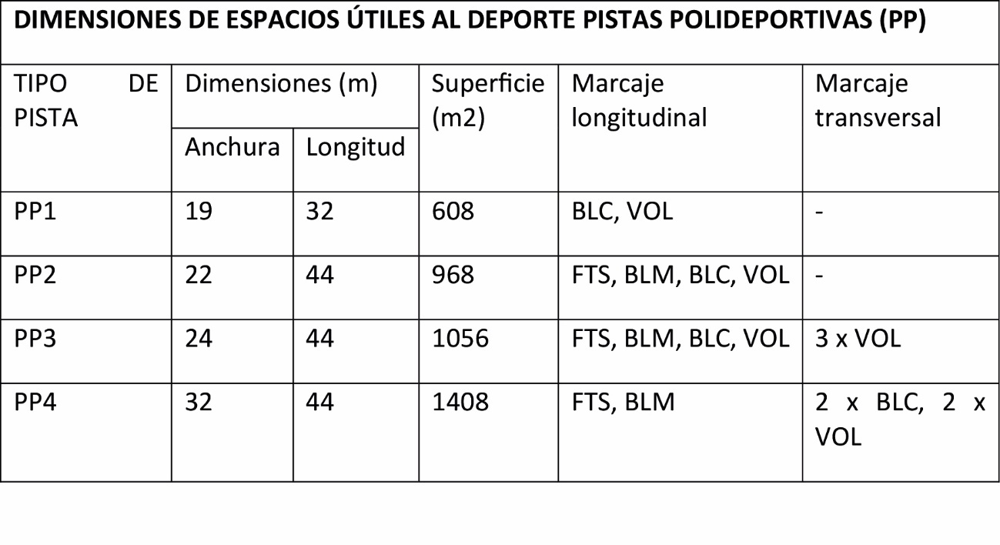 DIMENSIONES DE ESPACIOS ÚTILES AL DEPORTE PISTAS POLIDEPORTIVAS (PP)
TIPO DE PISTA Dimensiones (m) Superficie (m2) Marcaje longitudinal Marcaje transversal
Anchura Longitud
PP1 19 32 608 BLC, VOL -
PP2 22 44 968 FTS, BLM, BLC, VOL -
PP3 24 44 1056 FTS, BLM, BLC, VOL 3 x VOL
PP4 32 44 1408 FTS, BLM 2 x BLC, 2 x VOL